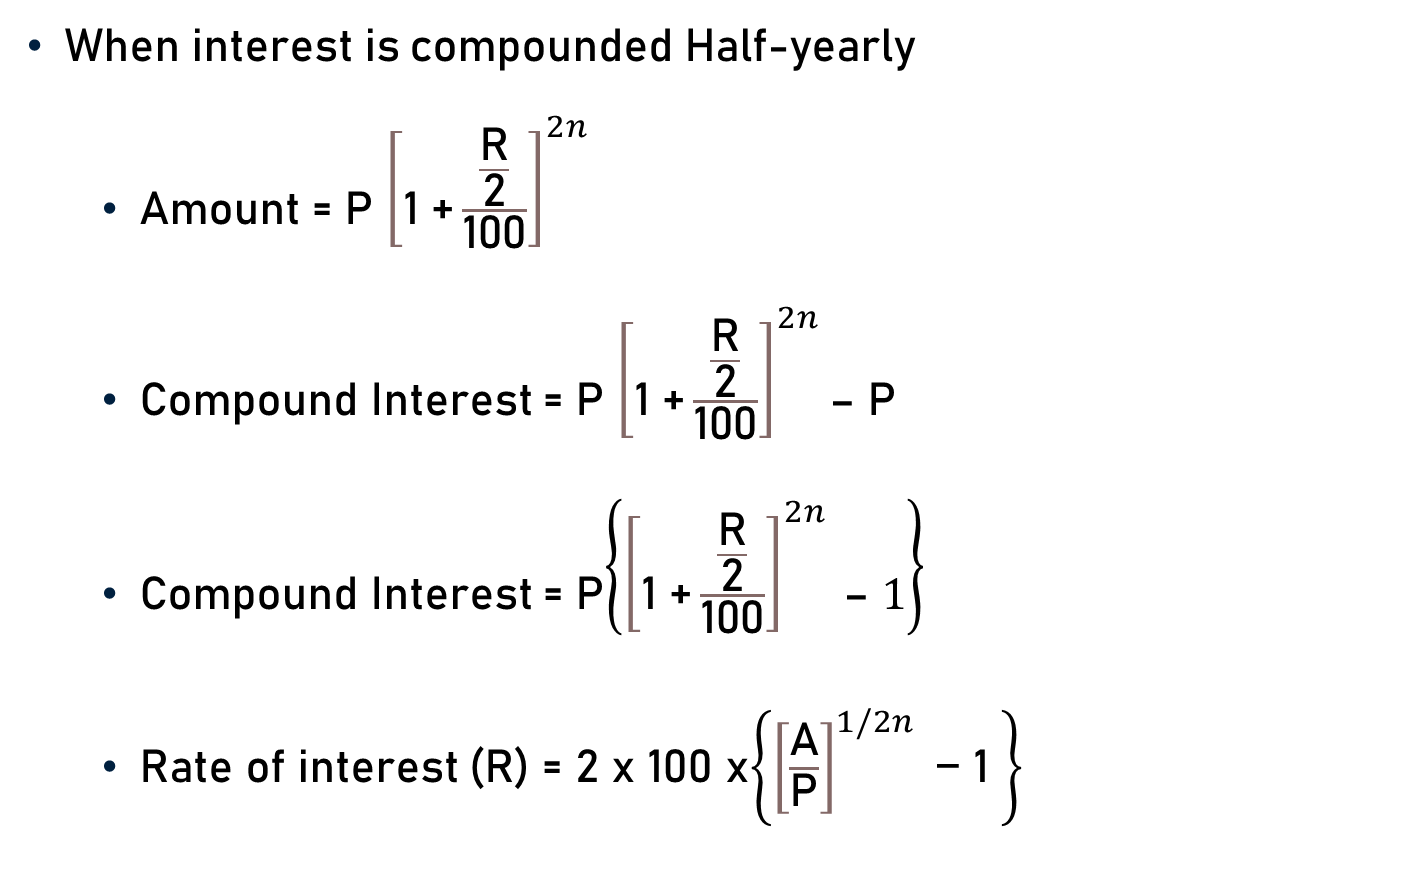 • When interest is compounded Half-yearly
• Amount = P [1 + (R/2)/100]^2n
• Compound Interest = P [1 + (R/2)/100]^2n – P
• Compound Interest = P{[1 + (R/2)/100]^2n – 1}
• Rate of interest (R) = 2 x 100 x{[A/P]^1/2n – 1}